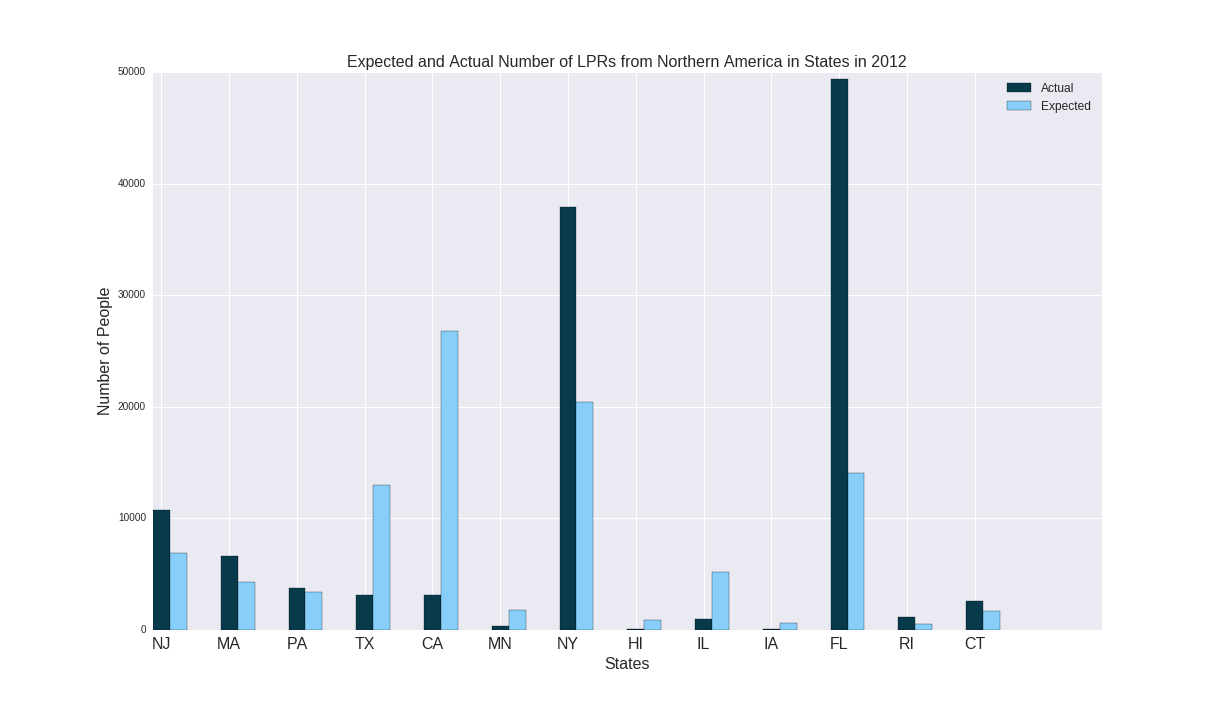 Expected and Actual Number of LPRs from Northern America in States in 2012
Actual
Expected
50000
40000
30000
20000
10000
0
Number of People
NJ MA PA TX CA MN NY HI IL IA FL RI CT
States